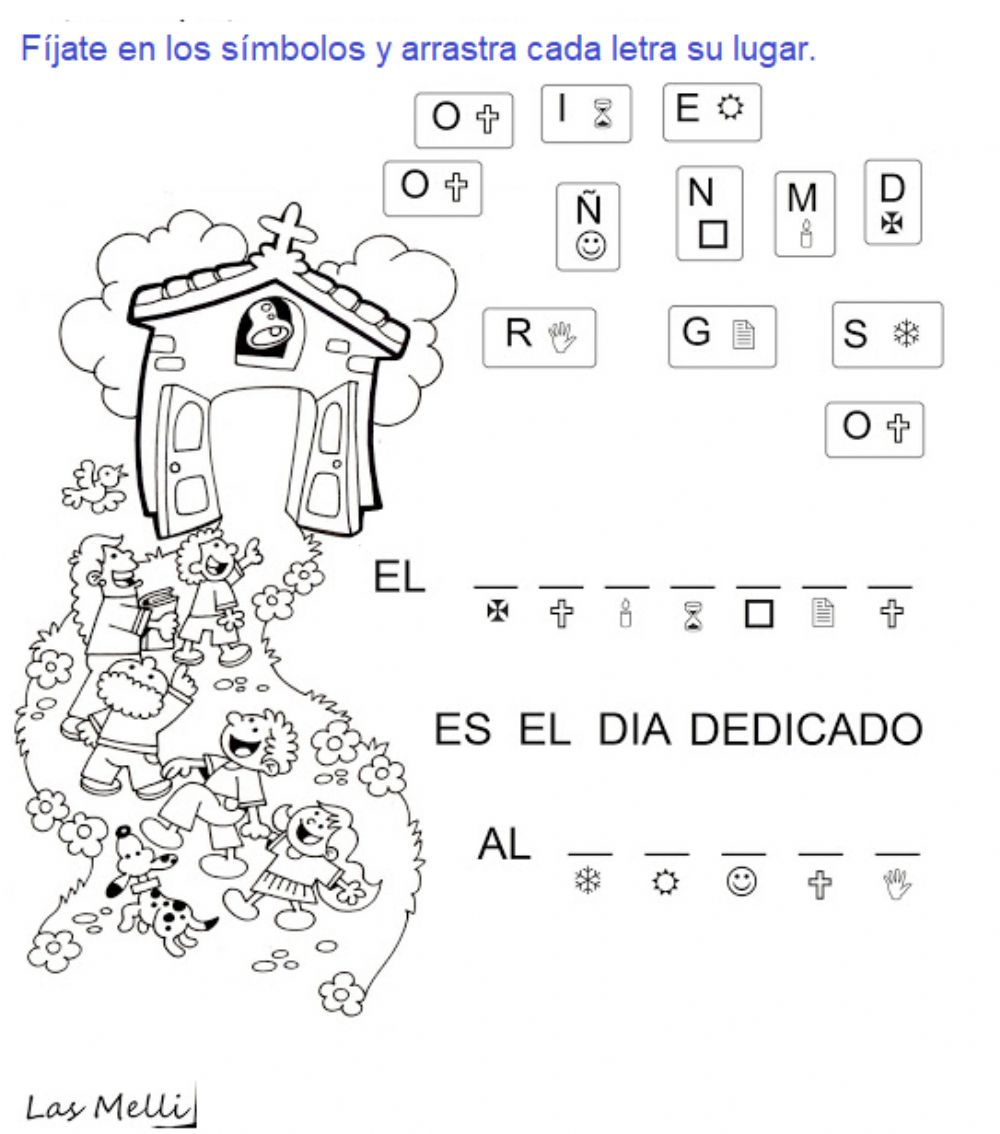 Fíjate en los símbolos y arrastra cada letra su lugar.
O I E
O Ñ N M D
R G S
O
EL
ES EL DIA DEDICADO
AL
Las Melli